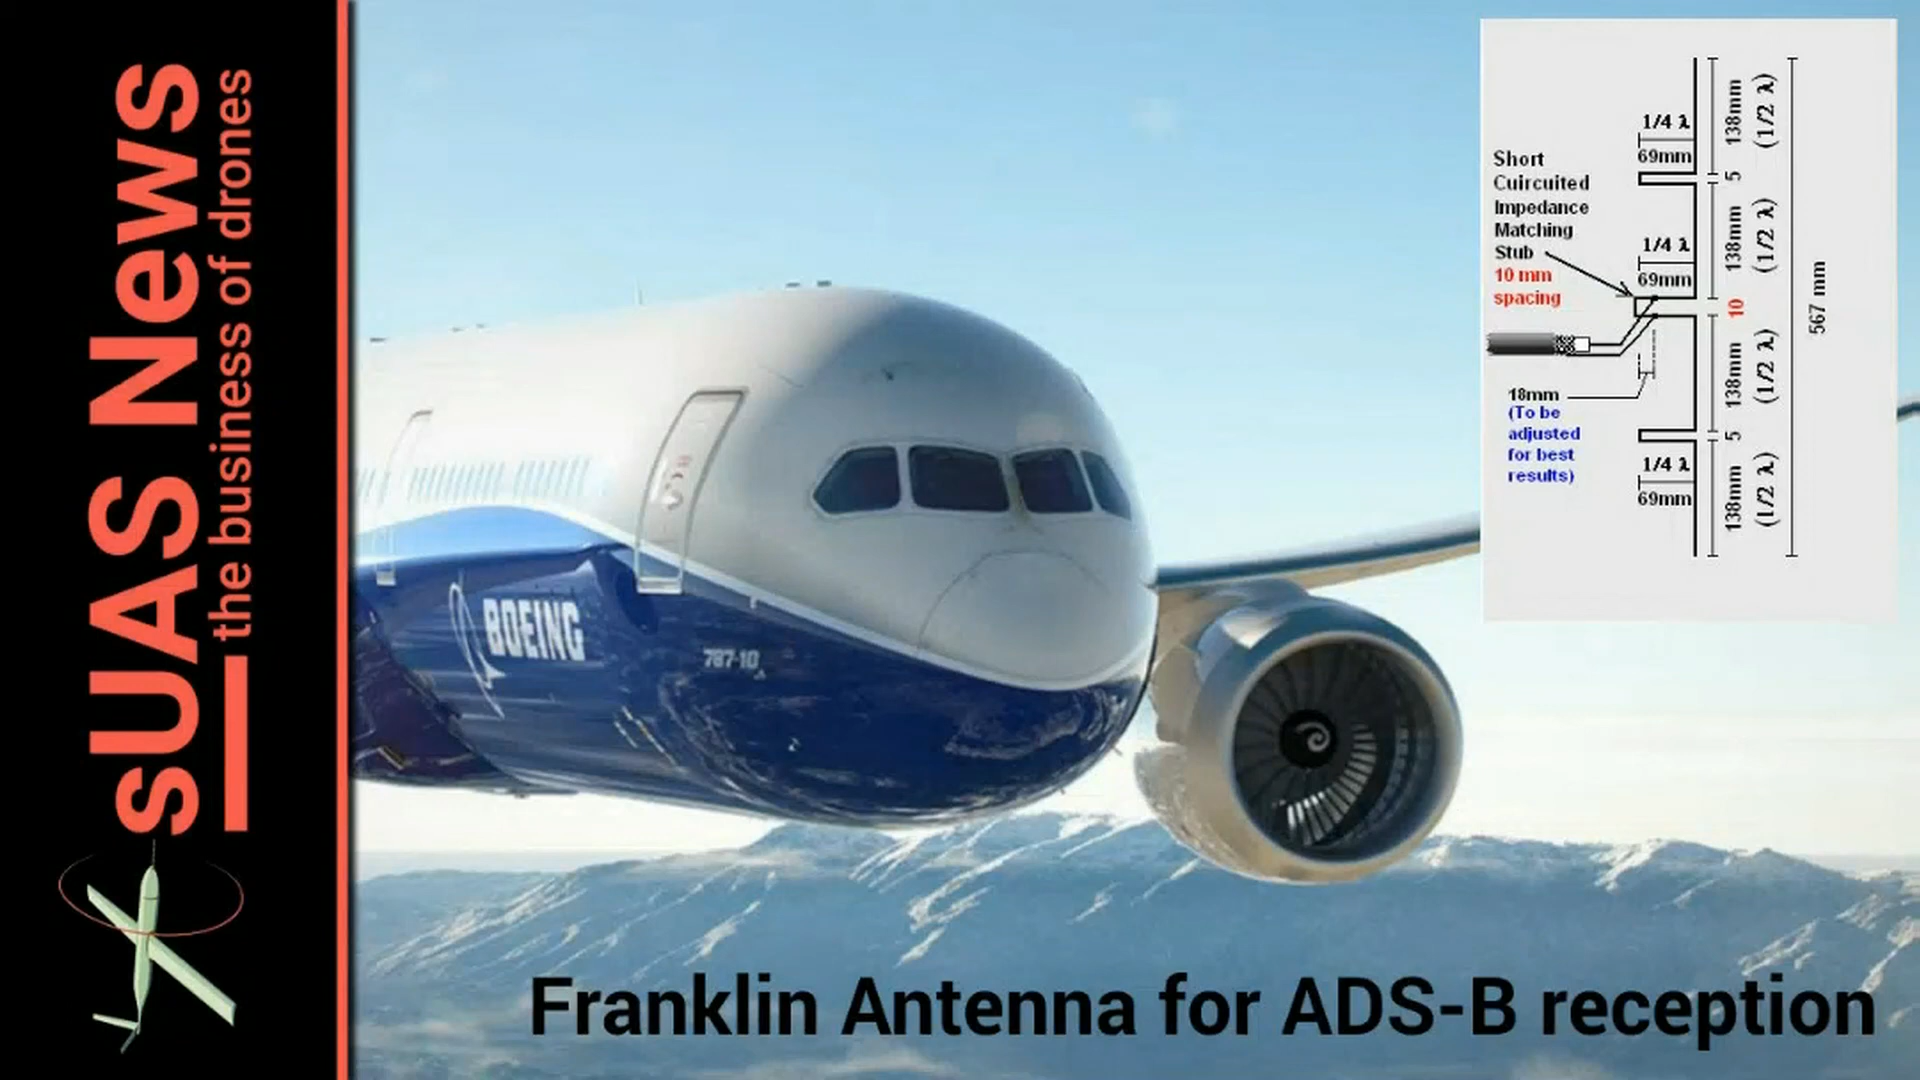 sUAS News
the business of drones
BOEING
787-10
1/4 λ
69mm
138mm
(1/2 λ)
Short
Cuircuited
Impedance
Matching
Stub
10 mm
spacing
5
1/4 λ
69mm
138mm
(1/2 λ)
10
567 mm
18mm
(To be
adjusted
for best
results)
138mm
(1/2 λ)
5
1/4 λ
69mm
138mm
(1/2 λ)
Franklin Antenna for ADS-B reception